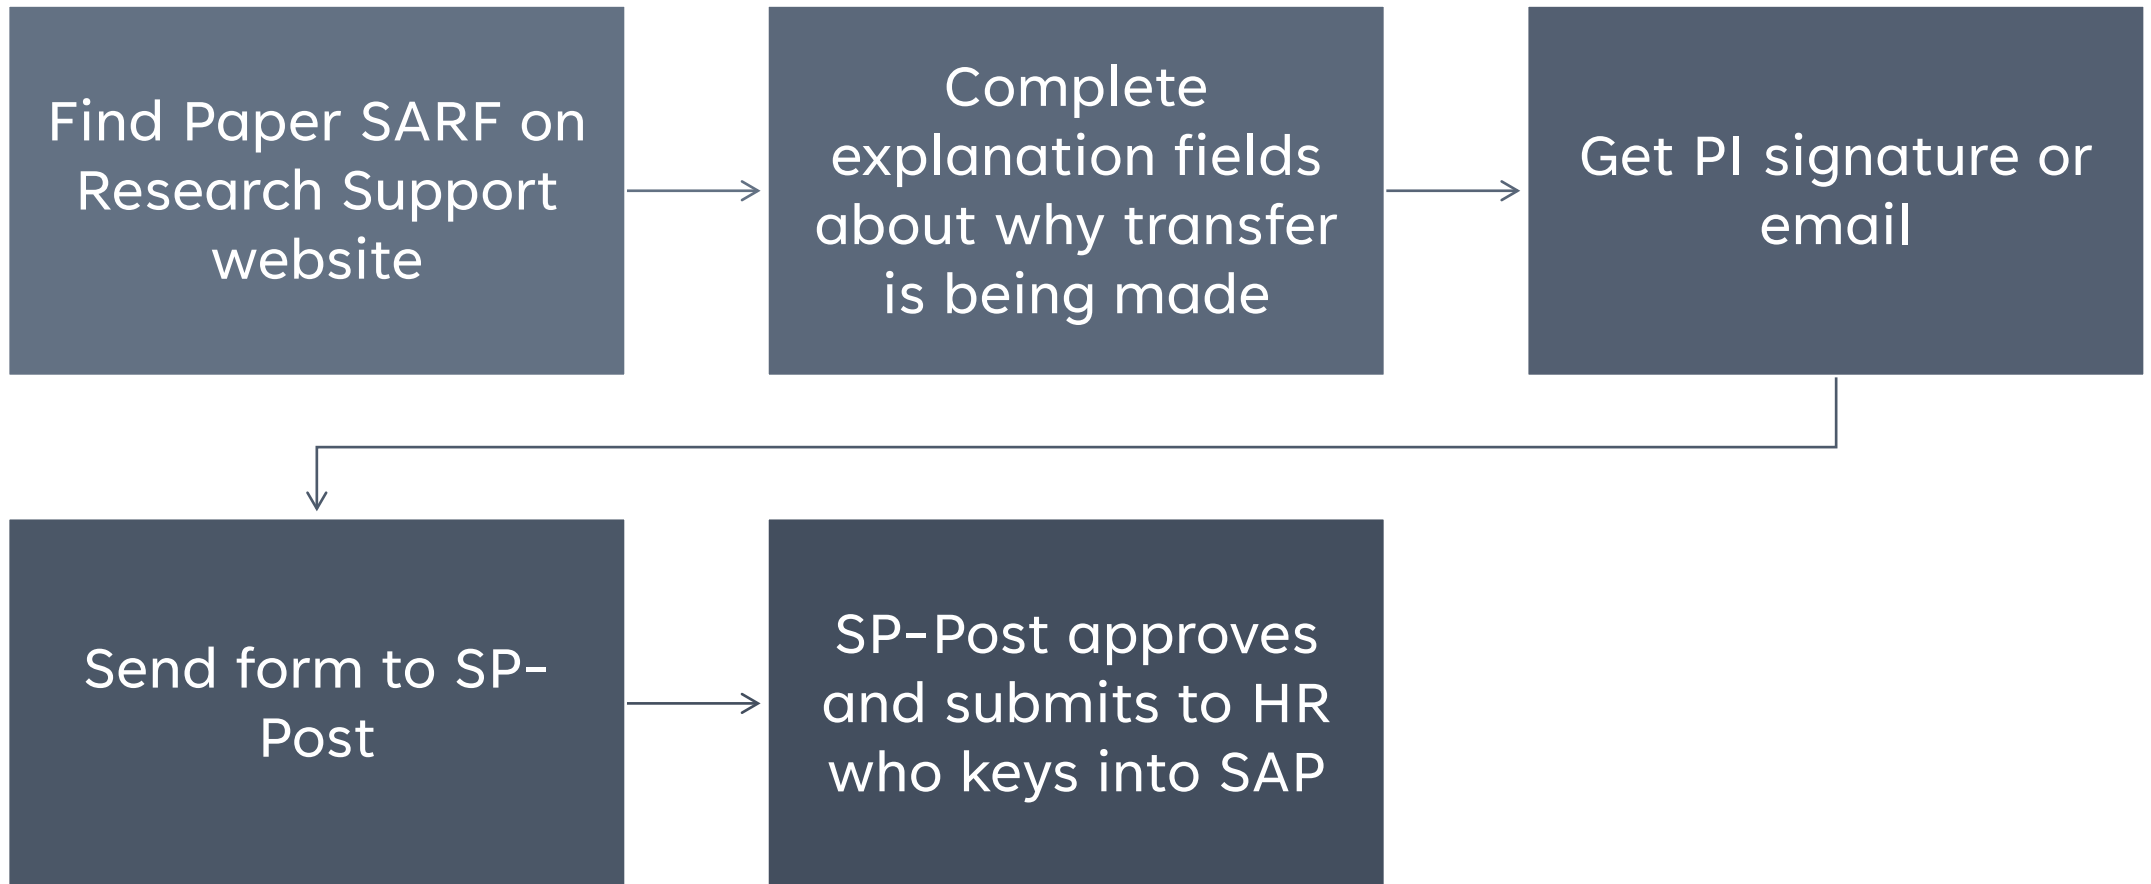 Find Paper SARF on
Research Support
website
Complete
explanation fields
about why transfer
is being made
Get PI signature or
email
Send form to SP-
Post
SP-Post approves
and submits to HR
who keys into SAP